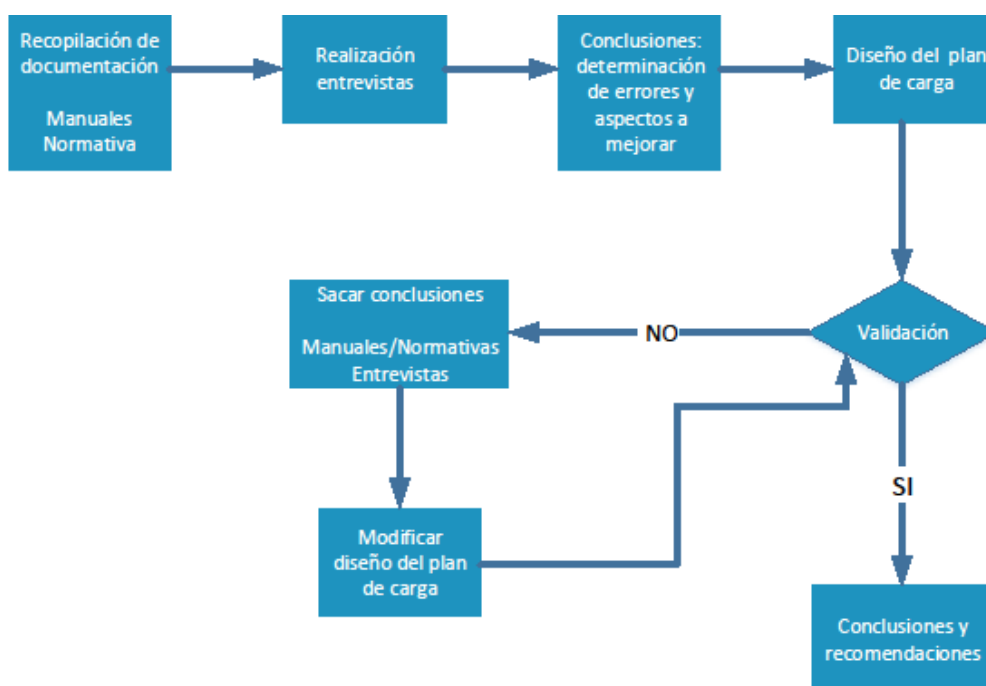 Recopilación de
documentación
Manuales
Normativa
Realización
entrevistas
Conclusiones:
determinación
de errores y
aspectos a
mejorar
Diseño del plan
de carga
Validación
NO
Sacar conclusiones
Manuales/Normativas
Entrevistas
Modificar
diseño del plan
de carga
SI
Conclusiones y
recomendaciones